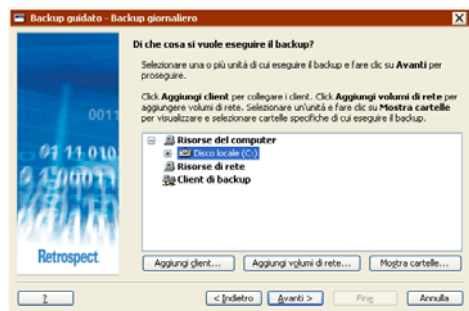 Backup guidato - Backup giornaliero
Di che cosa si vuole eseguire il backup?
Selezionare una o più unità di cui eseguire il backup e fare clic su Avanti per
proseguire.
Click Aggiungi client per collegare i client. Click Aggiungi volumi di rete per
aggiungere volumi di rete. Selezionare un'unità e fare clic su Mostra cartelle
per visualizzare e selezionare cartelle specifiche di cui eseguire il backup.
Risorse del computer
Disco locale (C:)
Risorse di rete
Client di backup
0011
01 11 010
Retrospect
Aggiungi client...
Aggiungi volumi di rete...
Mostra cartelle...
?
< Indietro
Avanti >
Fine
Annulla